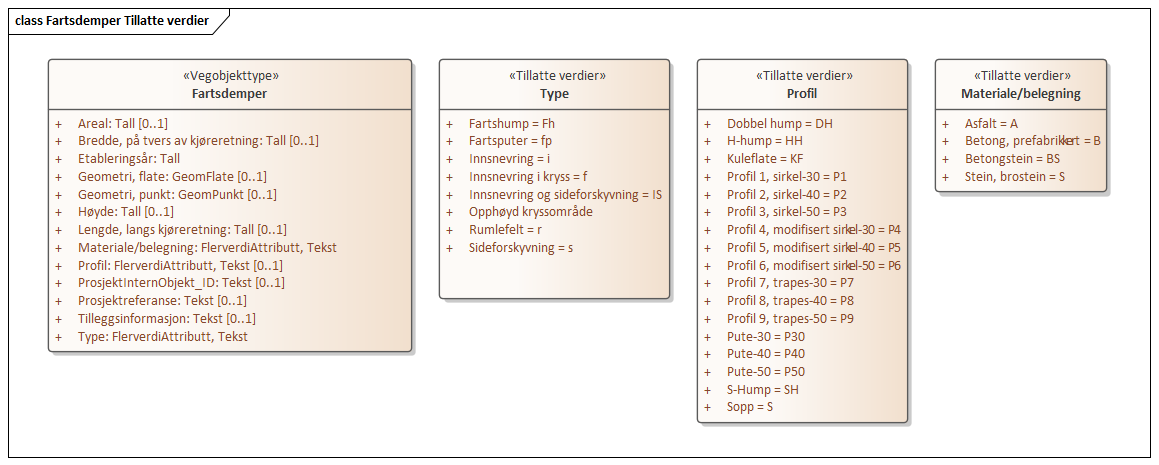 class Fartsdemper Tillatte verdier
«Vegobjekttype»
Fartsdemper
+ Areal: Tall [0..1]
+ Bredde, på tvers av kjøreretning: Tall [0..1]
+ Etableringsår: Tall
+ Geometri, flate: GeomFlate [0..1]
+ Geometri, punkt: GeomPunkt [0..1]
+ Høyde: Tall [0..1]
+ Lengde, langs kjøreretning: Tall [0..1]
+ Materiale/belegning: FlerverdiAttributt, Tekst
+ Profil: FlerverdiAttributt, Tekst [0..1]
+ ProsjektInternObjekt_ID: Tekst [0..1]
+ Prosjektreferanse: Tekst [0..1]
+ Tilleggsinformasjon: Tekst [0..1]
+ Type: FlerverdiAttributt, Tekst
«Tillatte verdier»
Type
+ Fartshump = Fh
+ Fartsputer = fp
+ Innsnevring = i
+ Innsnevring i kryss = f
+ Innsnevring og sideforskyvning = IS
+ Opphøyd kryssområde
+ Rumlefelt = r
+ Sideforskyvning = s
«Tillatte verdier»
Profil
+ Dobbel hump = DH
+ H-hump = HH
+ Kuleflate = KF
+ Profil 1, sirkel-30 = P1
+ Profil 2, sirkel-40 = P2
+ Profil 3, sirkel-50 = P3
+ Profil 4, modifisert sirkel-30 = P4
+ Profil 5, modifisert sirkel-40 = P5
+ Profil 6, modifisert sirkel-50 = P6
+ Profil 7, trapes-30 = P7
+ Profil 8, trapes-40 = P8
+ Profil 9, trapes-50 = P9
+ Pute-30 = P30
+ Pute-40 = P40
+ Pute-50 = P50
+ S-Hump = SH
+ Sopp = S
«Tillatte verdier»
Materiale/belegning
+ Asfalt = A
+ Betong, prefabrikkert = B
+ Betongstein = BS
+ Stein, brostein = S